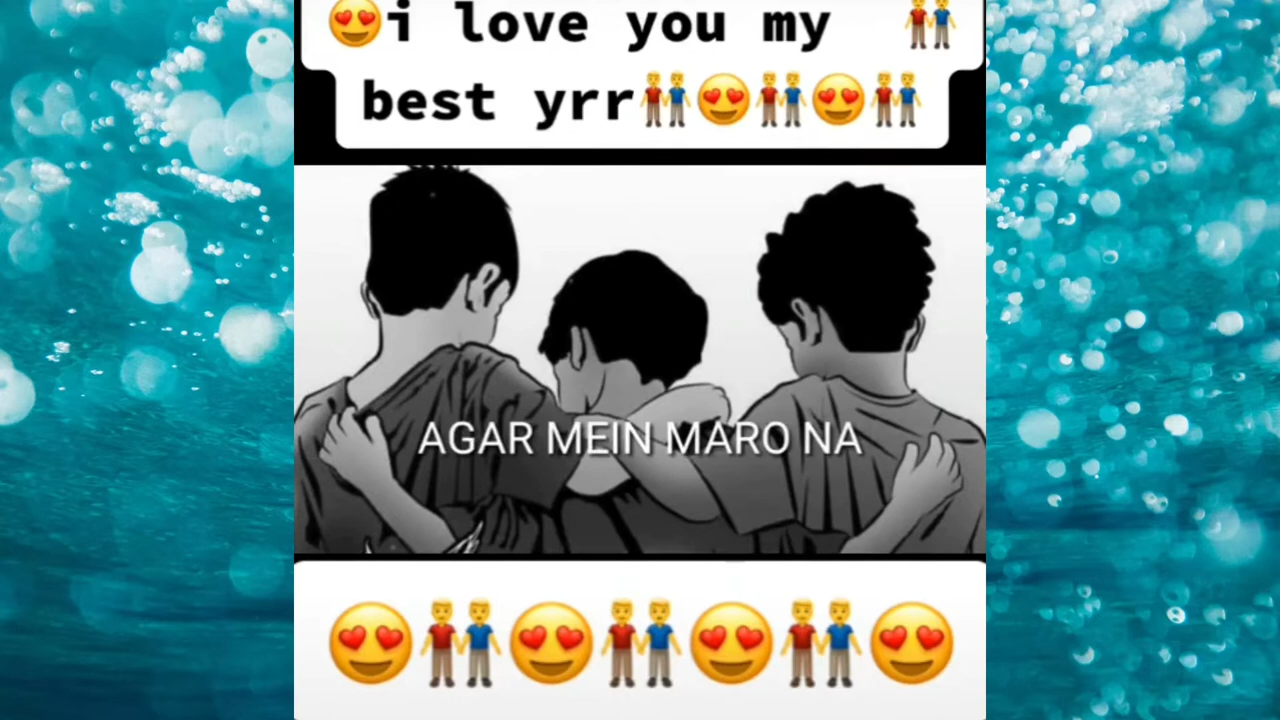 😍i love you my 👬
best yrr👬😍👬😍👬
AGAR MEIN MARO NA
😍👬😍👬😍👬😍